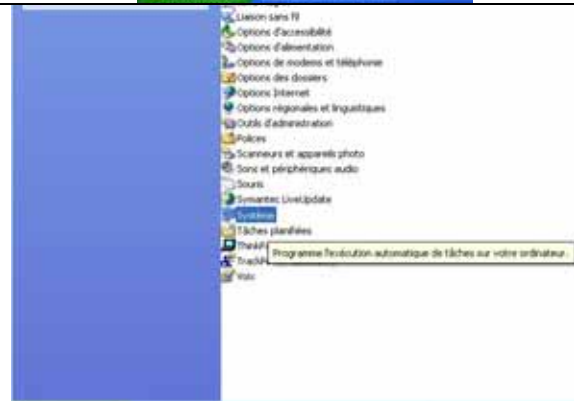 Liaison sans fil
Options d'accessibilité
Options d'alimentation
Options de modems et téléphonie
Options des dossiers
Options Internet
Options régionales et linguistiques
Outils d'administration
Polices
Scanneurs et appareils photo
Sons et périphériques audio
Souris
Symantec LiveUpdate
Système
Tâches planifiées
Programme l'exécution automatique de tâches sur votre ordinateur.
Voix